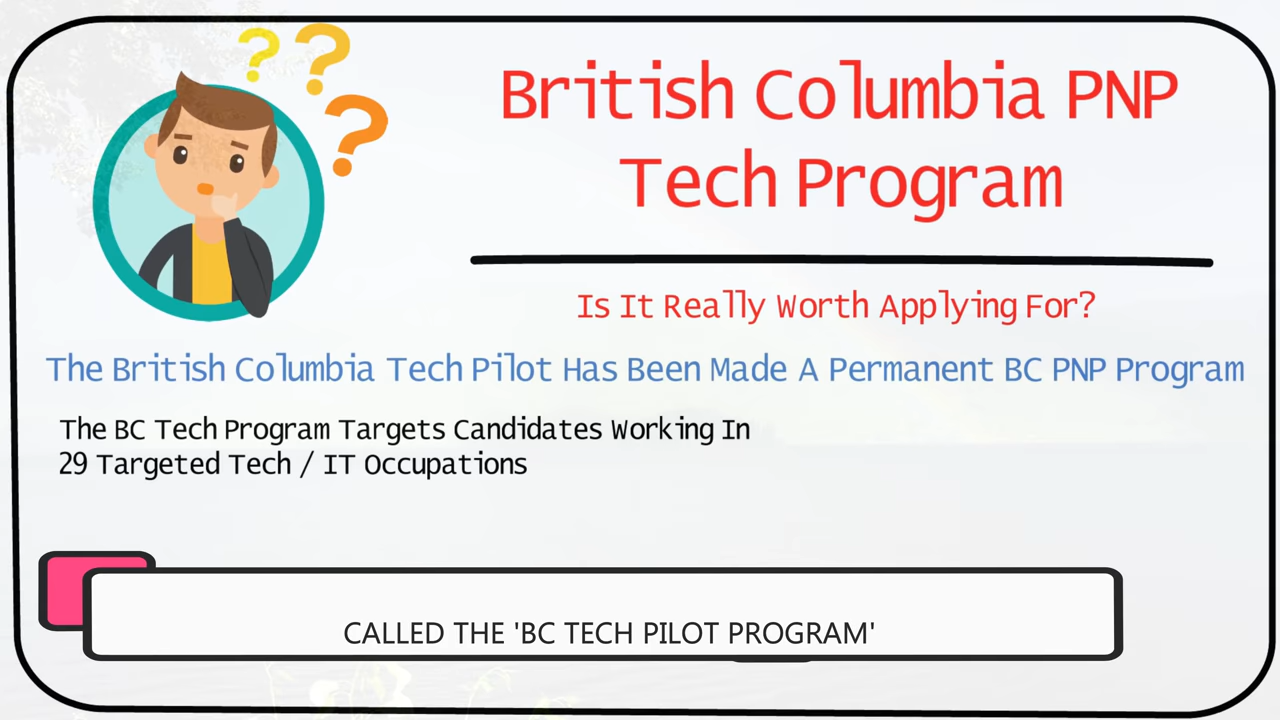 ? ? ?
British Columbia PNP
Tech Program
Is It Really Worth Applying For?
The British Columbia Tech Pilot Has Been Made A Permanent BC PNP Program
The BC Tech Program Targets Candidates Working In
29 Targeted Tech / IT Occupations
CALLED THE 'BC TECH PILOT PROGRAM'